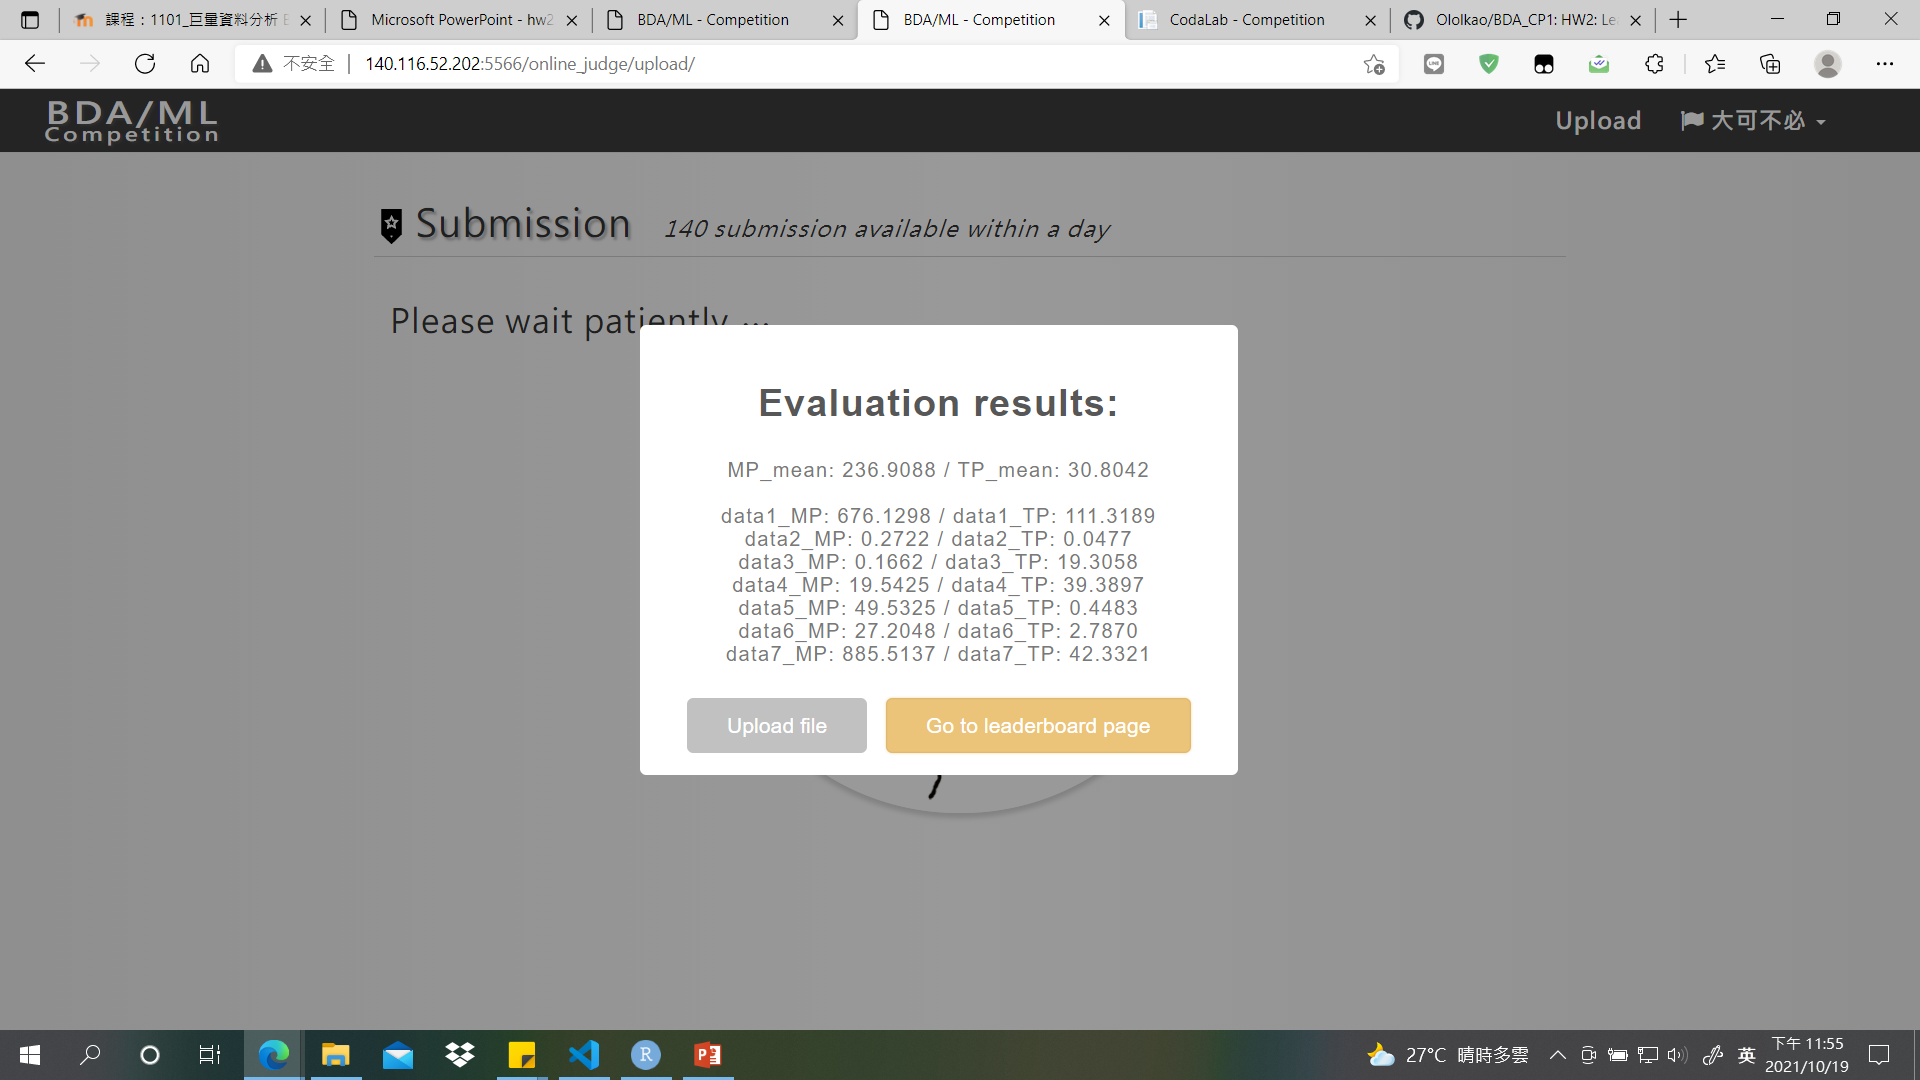 課程：1101_巨量資料分析
Microsoft PowerPoint - hw2
BDA/ML - Competition
BDA/ML - Competition
CodaLab - Competition
Ololkao/BDA_CP1: HW2: Le
不安全
140.116.52.202:5566/online_judge/upload/
BDA/ML
Competition
Upload
大可不必
Submission
140 submission available within a day
Please wait patiently ...
Evaluation results:
MP_mean: 236.9088 / TP_mean: 30.8042
data1_MP: 676.1298 / data1_TP: 111.3189
data2_MP: 0.2722 / data2_TP: 0.0477
data3_MP: 0.1662 / data3_TP: 19.3058
data4_MP: 19.5425 / data4_TP: 39.3897
data5_MP: 49.5325 / data5_TP: 0.4483
data6_MP: 27.2048 / data6_TP: 2.7870
data7_MP: 885.5137 / data7_TP: 42.3321
Upload file
Go to leaderboard page
27°C 晴時多雲
英
下午 11:55
2021/10/19